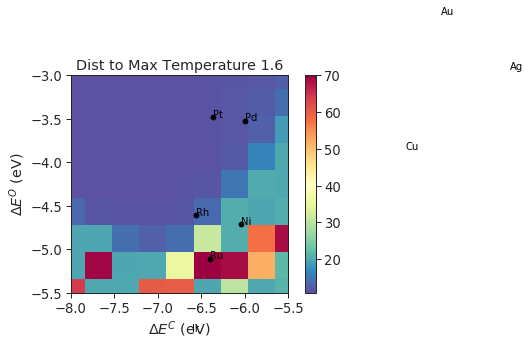 Au
Ag
Cu
Dist to Max Temperature 1.6
−3.0
−3.5
−4.0
−4.5
−5.0
−5.5
ΔE^O (eV)
Pt
Pd
Rh
Ni
Ru
−8.0 −7.5 −7.0 −6.5 −6.0 −5.5
ΔE^C (eV)
Ir
70
60
50
40
30
20